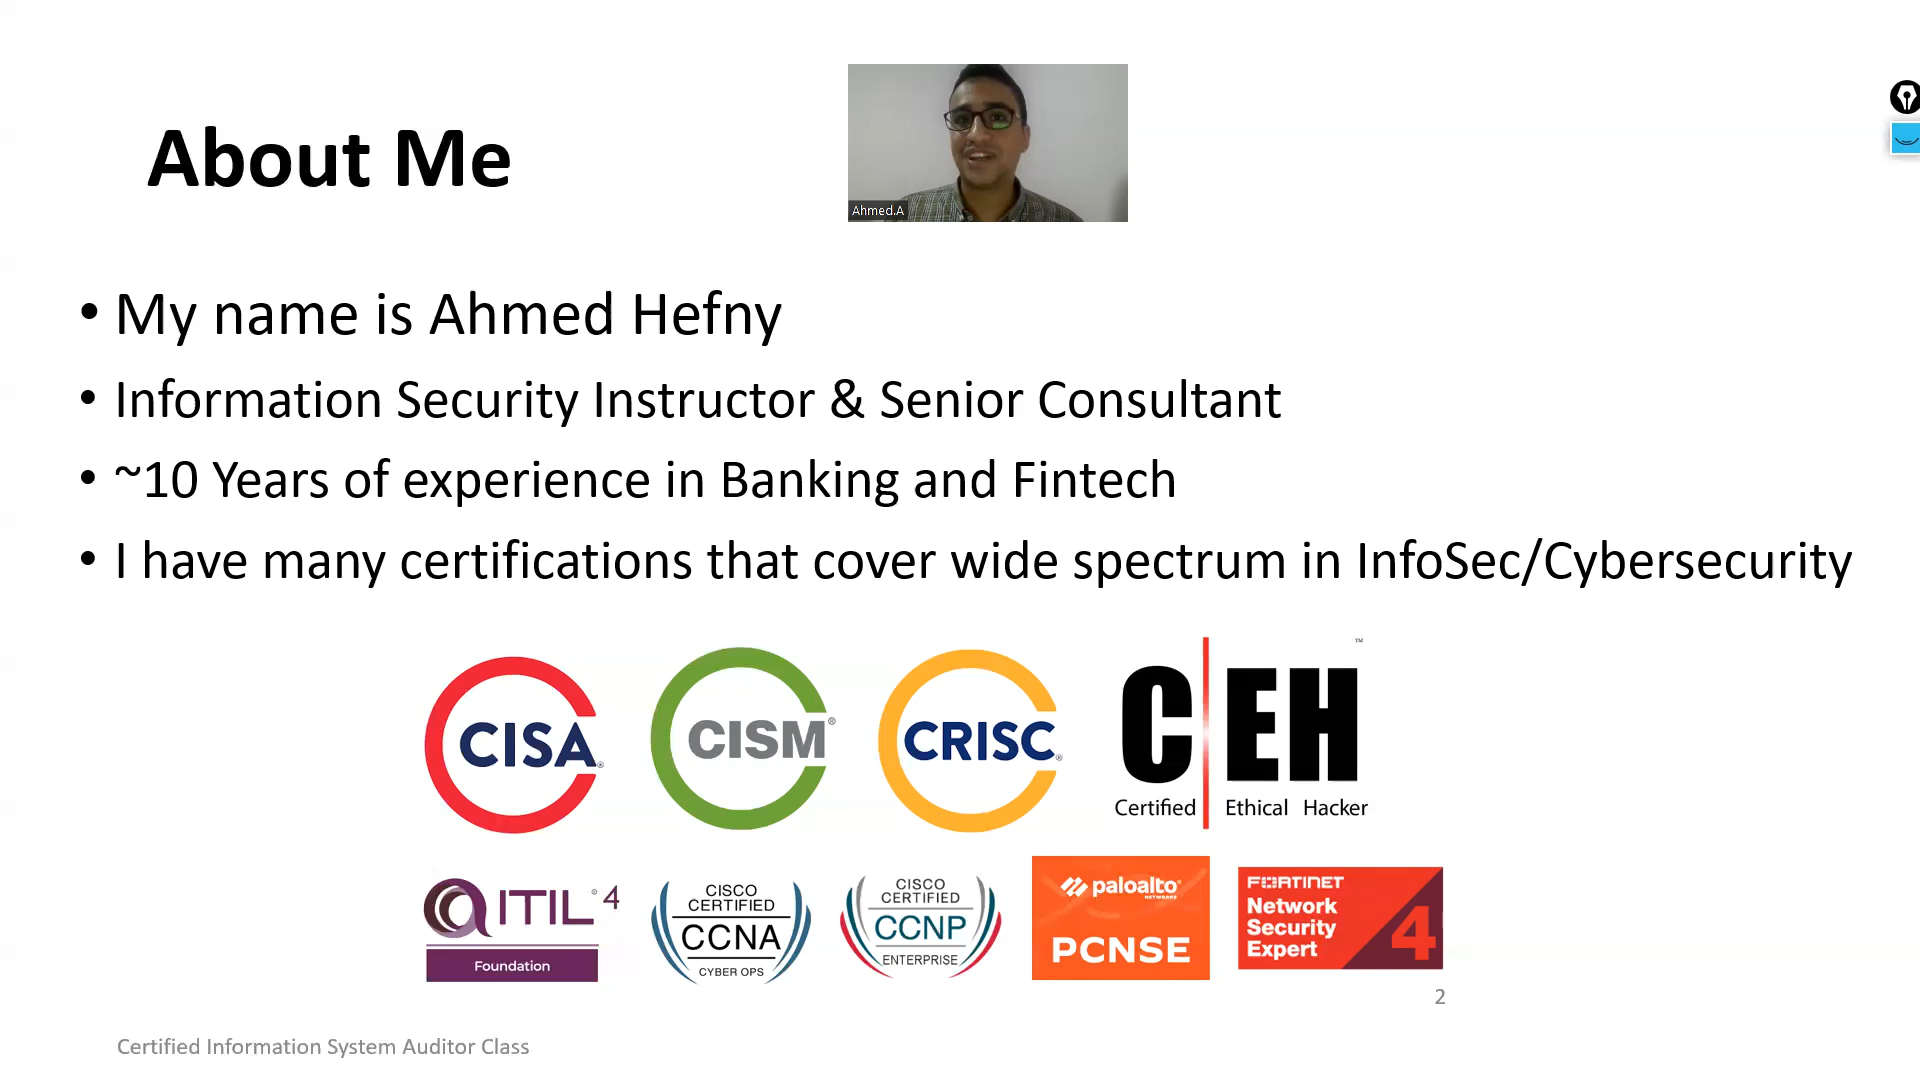 About Me
Ahmed.A
• My name is Ahmed Hefny
• Information Security Instructor & Senior Consultant
• ~10 Years of experience in Banking and Fintech
• I have many certifications that cover wide spectrum in InfoSec/Cybersecurity
CISA®
CISM®
CRISC®
C EH™
Certified Ethical Hacker
ITIL® 4
Foundation
CISCO
CERTIFIED
CCNA
CYBER OPS
CISCO
CERTIFIED
CCNP
ENTERPRISE
paloalto®
NETWORKS
PCNSE
FORTINET
Network
Security
Expert
4
2
Certified Information System Auditor Class